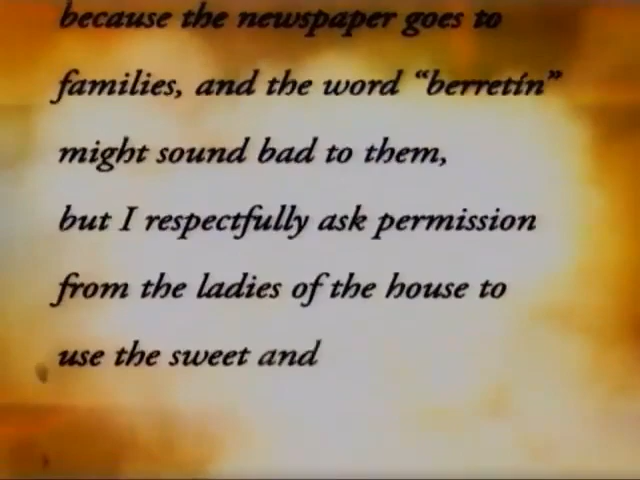 because the newspaper goes to
families, and the word “berretín”
might sound bad to them,
but I respectfully ask permission
from the ladies of the house to
use the sweet and